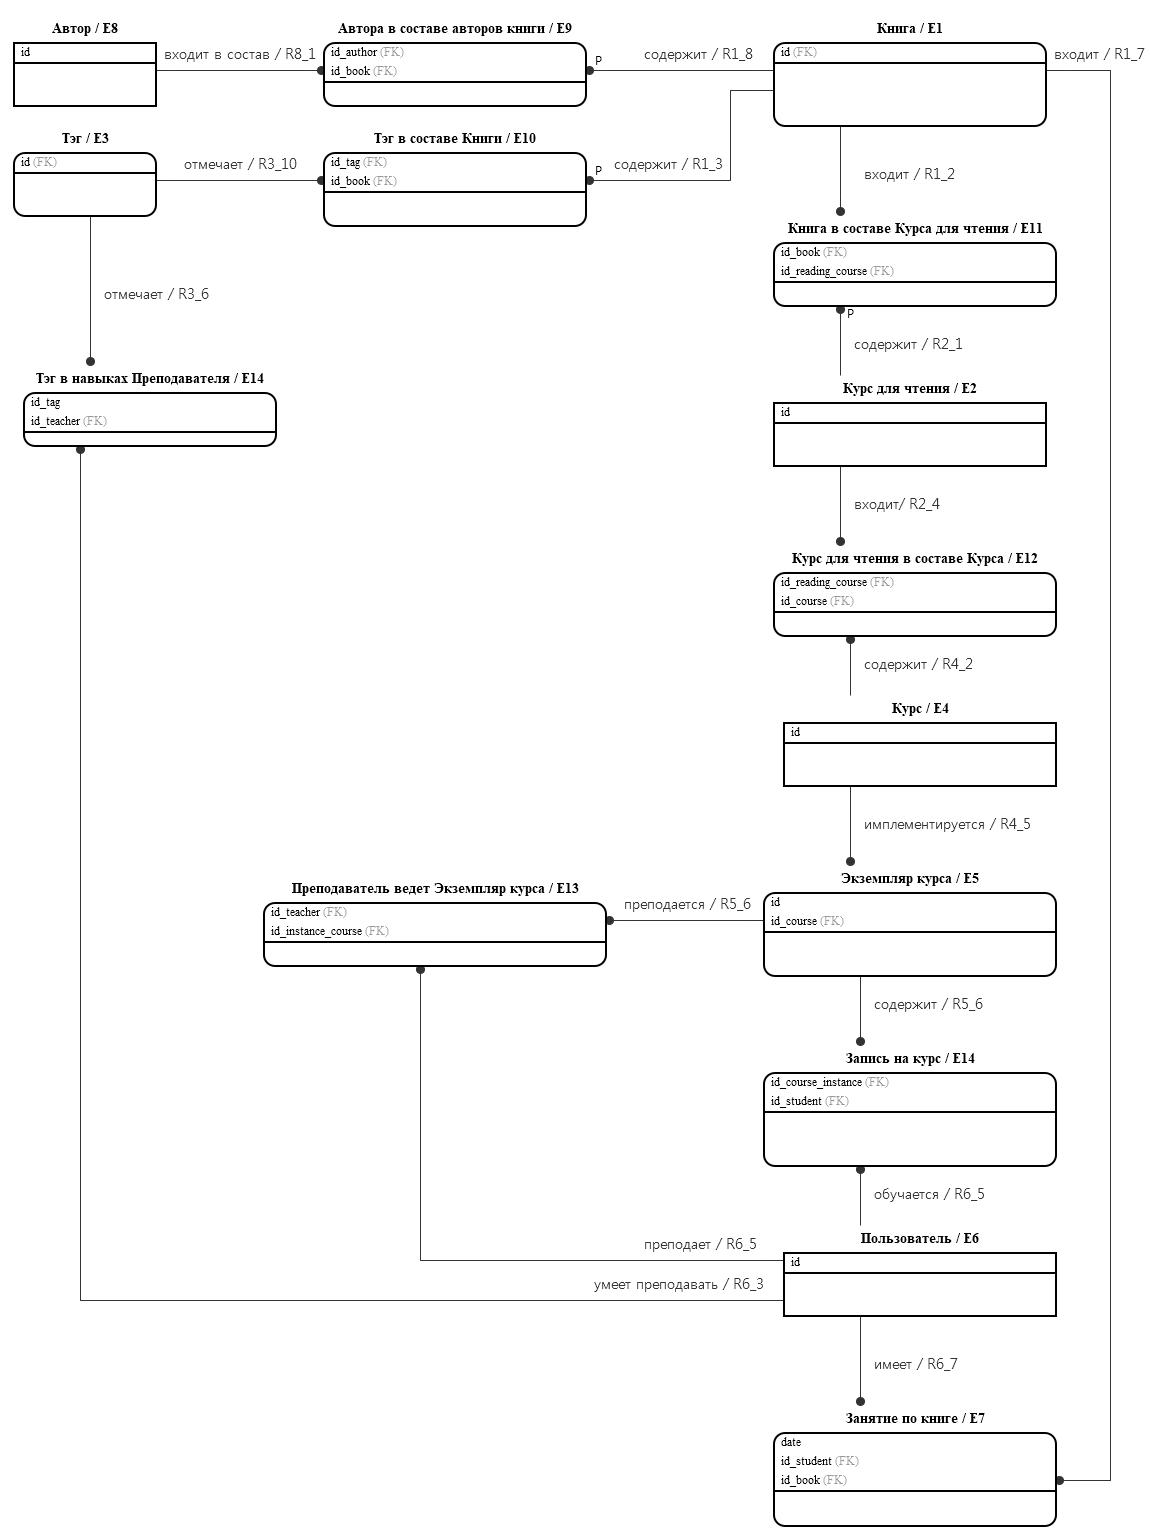 Автор / E8
id
входит в состав / R8_1
Автора в составе авторов книги / E9
id_author (FK)
id_book (FK)
P
содержит / R1_8
Книга / E1
id (FK)
входит / R1_7
Тэг / E3
id (FK)
отмечает / R3_10
Тэг в составе Книги / E10
id_tag (FK)
id_book (FK)
P
содержит / R1_3
входит / R1_2
Книга в составе Курса для чтения / E11
id_book (FK)
id_reading_course (FK)
P
отмечает / R3_6
содержит / R2_1
Тэг в навыках Преподавателя / E14
id_tag
id_teacher (FK)
Курс для чтения / E2
id
входит/ R2_4
Курс для чтения в составе Курса / E12
id_reading_course (FK)
id_course (FK)
содержит / R4_2
Курс / E4
id
имплементируется / R4_5
Экземпляр курса / E5
id
id_course (FK)
Преподаватель ведет Экземпляр курса / E13
id_teacher (FK)
id_instance_course (FK)
преподается / R5_6
содержит / R5_6
Запись на курс / E14
id_course_instance (FK)
id_student (FK)
обучается / R6_5
преподает / R6_5
Пользователь / E6
id
умеет преподавать / R6_3
имеет / R6_7
Занятие по книге / E7
date
id_student (FK)
id_book (FK)